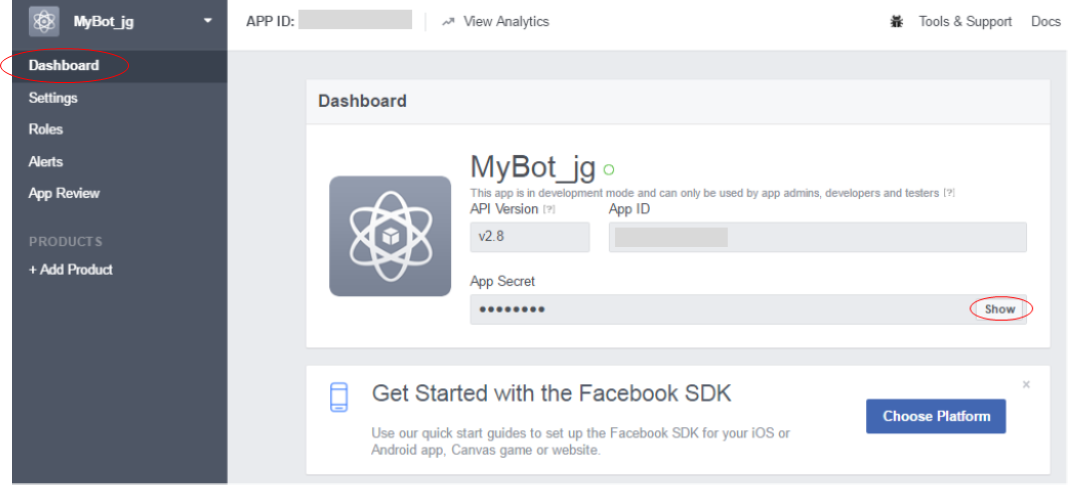 MyBot_jg
APP ID:
View Analytics
Tools & Support
Docs
Dashboard
Settings
Roles
Alerts
App Review
PRODUCTS
+ Add Product
Dashboard
MyBot_jg
This app is in development mode and can only be used by app admins, developers and testers [?]
API Version [?]
App ID
v2.8
App Secret
••••••••
Show
Get Started with the Facebook SDK
×
Use our quick start guides to set up the Facebook SDK for your iOS or
Android app, Canvas game or website.
Choose Platform